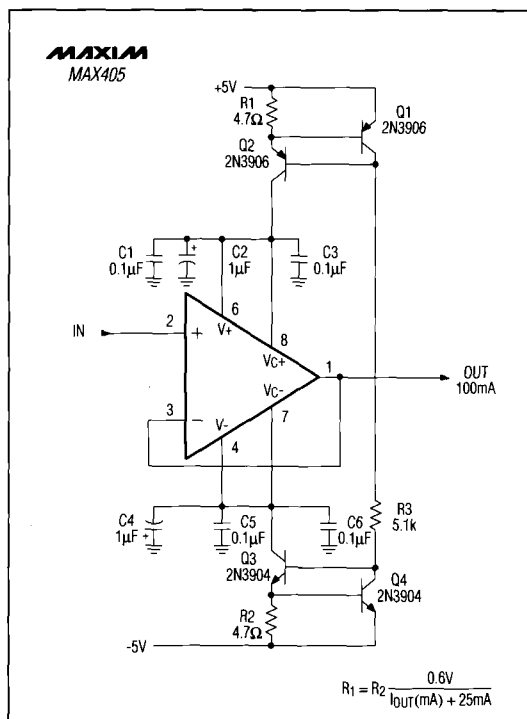 MAXIM
MAX405
+5V
R1
4.7Ω
Q1
2N3906
Q2
2N3906
C1
0.1μF
+
C2
1μF
C3
0.1μF
6
V+
IN
2
+
8
VC+
1
OUT
100mA
VC-
3
−
V-
7
4
R3
5.1k
C4
1μF
+
C5
0.1μF
C6
0.1μF
Q3
2N3904
Q4
2N3904
R2
4.7Ω
-5V
R1 = R2 0.6V
IOUT(mA) + 25mA